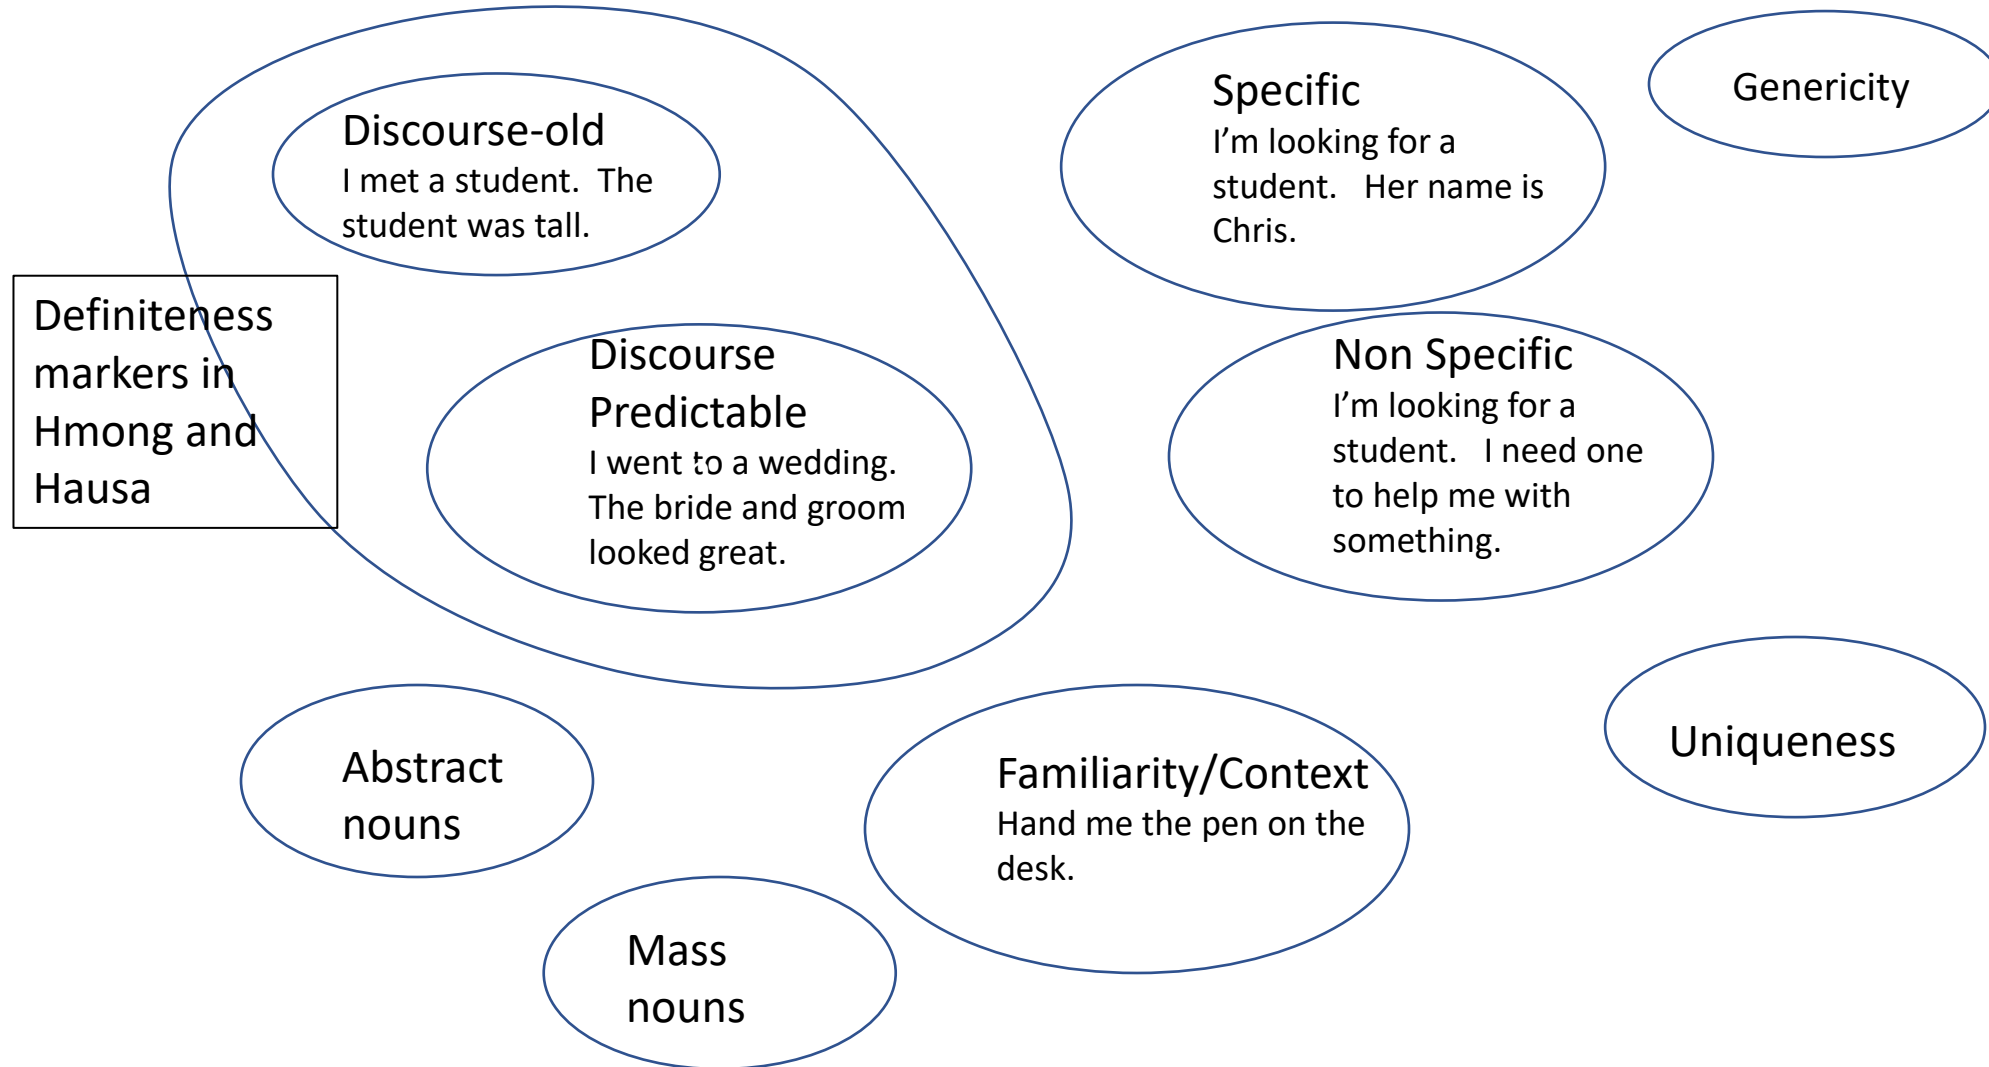 Discourse-old
I met a student.  The
student was tall.
Specific
I’m looking for a
student.   Her name is
Chris.
Genericity
Definiteness
markers in
Hmong and
Hausa
Discourse
Predictable
I went to a wedding.
The bride and groom
looked great.
Non Specific
I’m looking for a
student.   I need one
to help me with
something.
Abstract
nouns
Familiarity/Context
Hand me the pen on the
desk.
Uniqueness
Mass
nouns